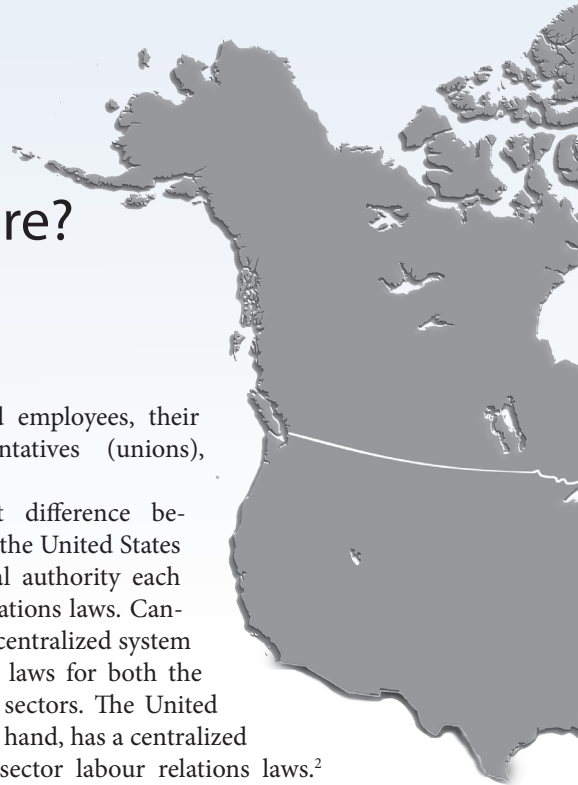 re?
d employees, their
ntatives (unions),
t difference be-
the United States
al authority each
ations laws. Can-
centralized system
laws for both the
sectors. The United
hand, has a centralized
sector labour relations laws.²